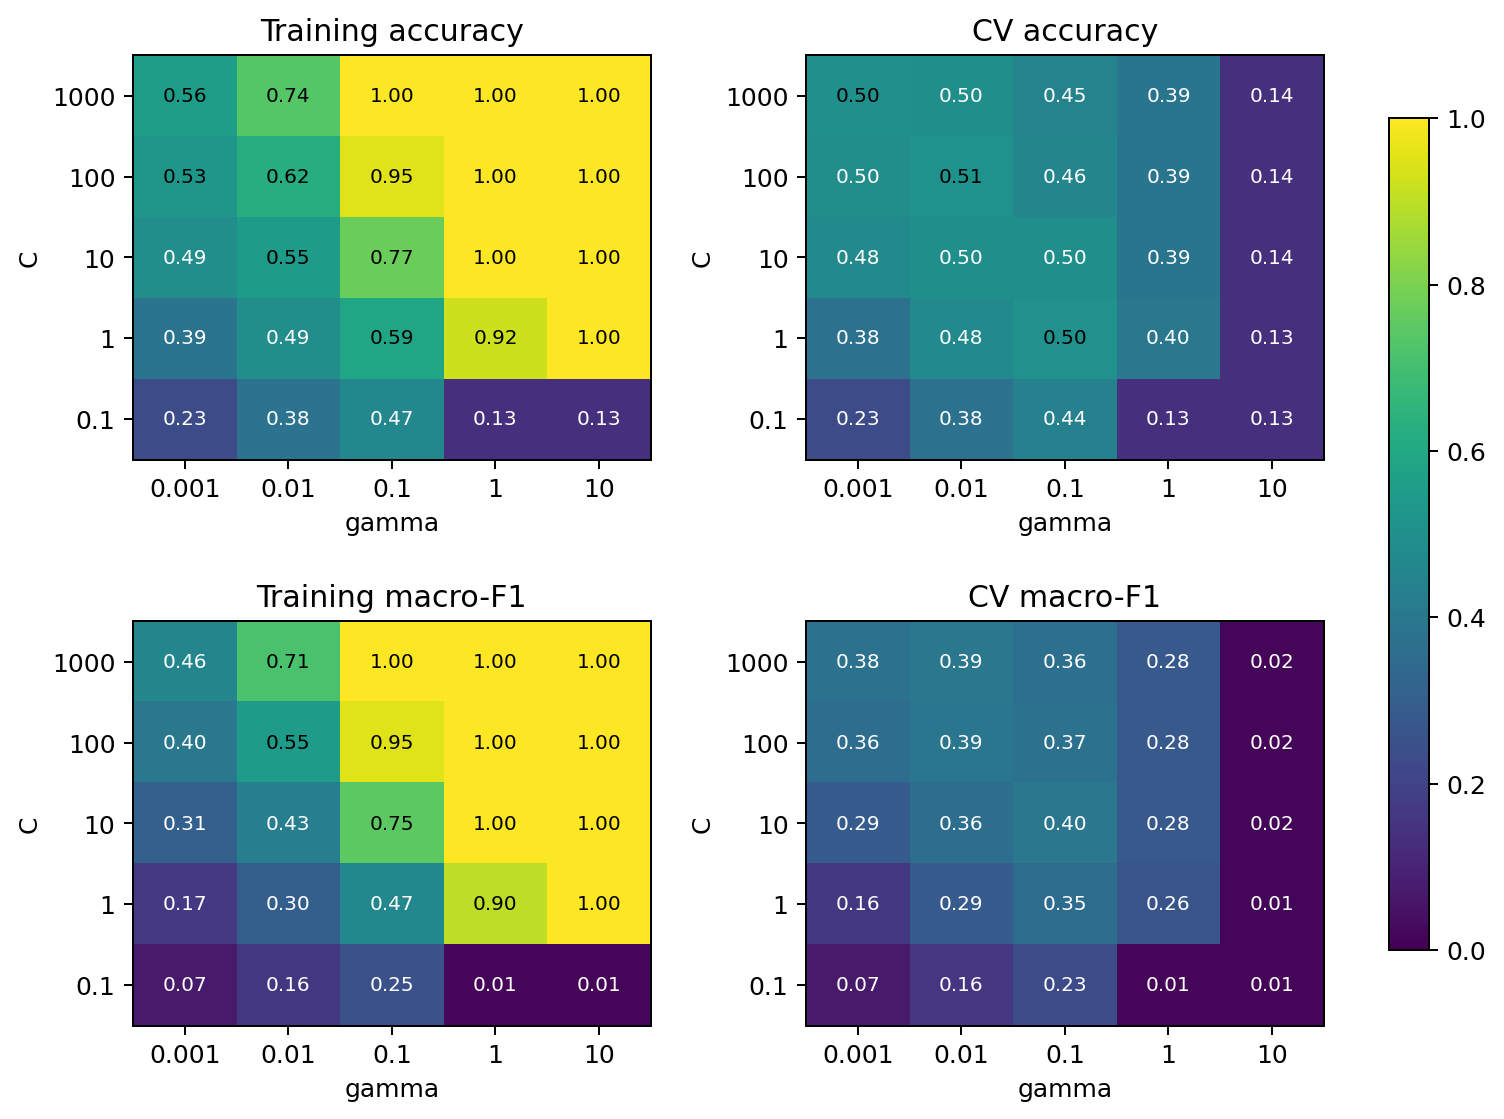 Training accuracy
1000 0.56 0.74 1.00 1.00 1.00
100 0.53 0.62 0.95 1.00 1.00
10 0.49 0.55 0.77 1.00 1.00
1 0.39 0.49 0.59 0.92 1.00
0.1 0.23 0.38 0.47 0.13 0.13
C
0.001 0.01 0.1 1 10
gamma
CV accuracy
1000 0.50 0.50 0.45 0.39 0.14
100 0.50 0.51 0.46 0.39 0.14
10 0.48 0.50 0.50 0.39 0.14
1 0.38 0.48 0.50 0.40 0.13
0.1 0.23 0.38 0.44 0.13 0.13
C
0.001 0.01 0.1 1 10
gamma
Training macro-F1
1000 0.46 0.71 1.00 1.00 1.00
100 0.40 0.55 0.95 1.00 1.00
10 0.31 0.43 0.75 1.00 1.00
1 0.17 0.30 0.47 0.90 1.00
0.1 0.07 0.16 0.25 0.01 0.01
C
0.001 0.01 0.1 1 10
gamma
CV macro-F1
1000 0.38 0.39 0.36 0.28 0.02
100 0.36 0.39 0.37 0.28 0.02
10 0.29 0.36 0.40 0.28 0.02
1 0.16 0.29 0.35 0.26 0.01
0.1 0.07 0.16 0.23 0.01 0.01
C
0.001 0.01 0.1 1 10
gamma
1.0
0.8
0.6
0.4
0.2
0.0